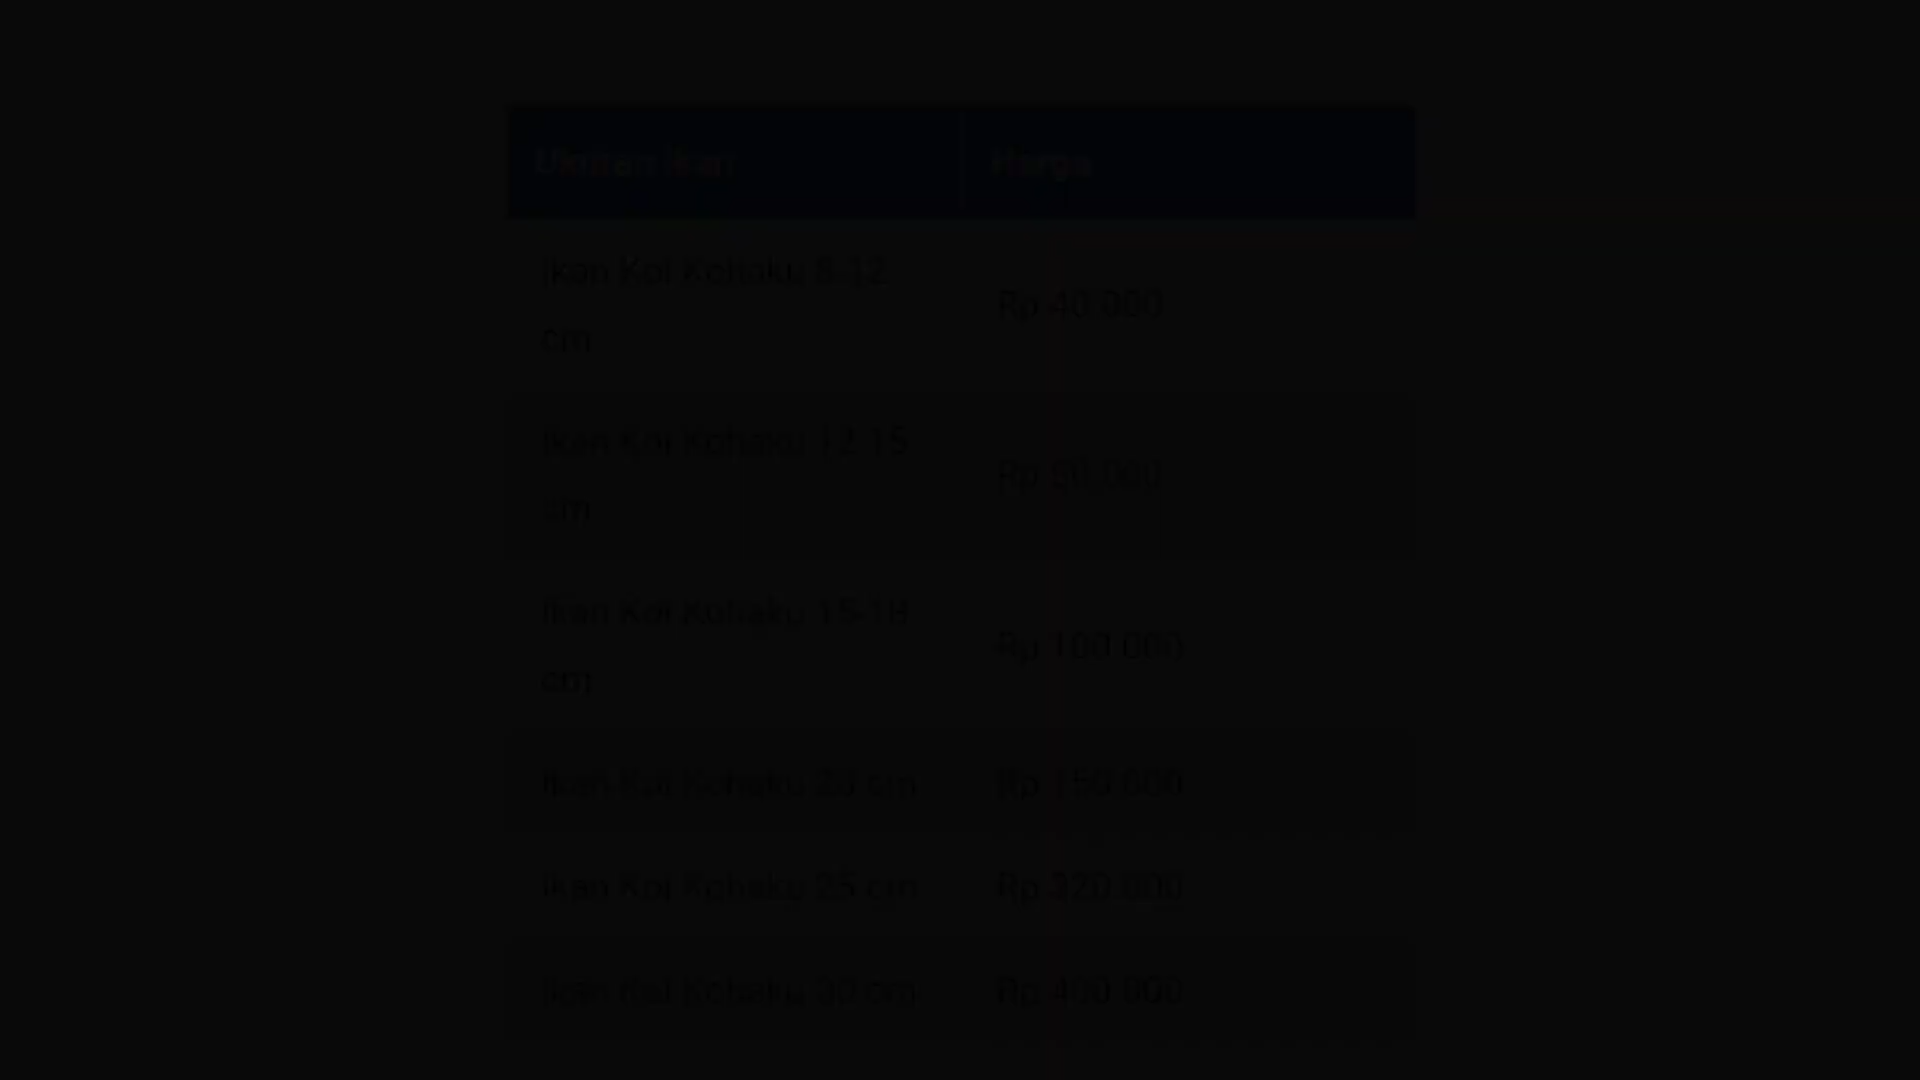 Ukuran Ikan Harga
Ikan Koi Kohaku 8-12
cm
Rp 40.000
Ikan Koi Kohaku 12-15
cm
Rp
Ikan Koi Kohaku 15-18
cm
Rp 100.000
Ikan Koi Kohaku 20 cm Rp 150.000
Ikan Koi Kohaku 25 cm Rp
Ikan Koi Kohaku 30 cm Rp 400.000